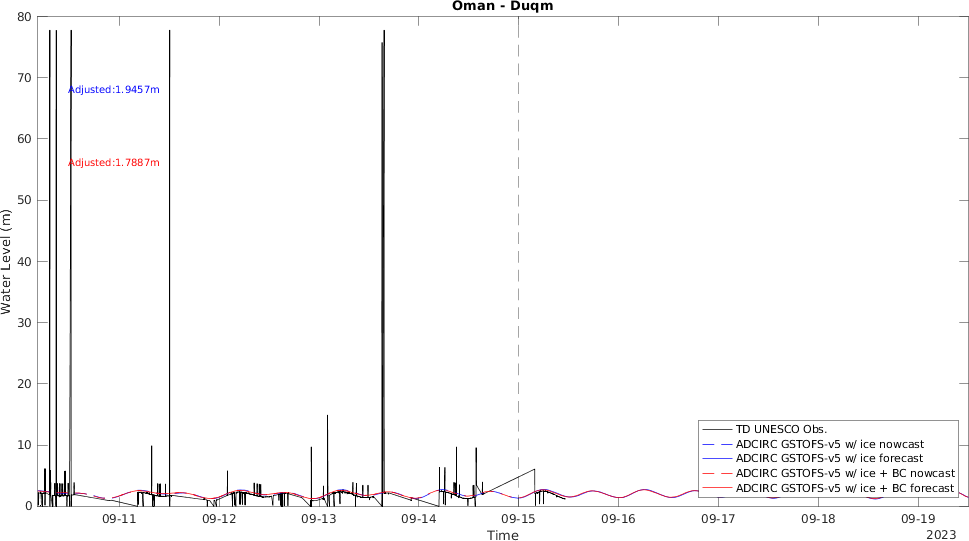 Oman - Duqm
80
70
60
50
40
30
20
10
0
Water Level (m)
Adjusted:1.9457m
Adjusted:1.7887m
TD UNESCO Obs.
ADCIRC GSTOFS-v5 w/ ice nowcast
ADCIRC GSTOFS-v5 w/ ice forecast
ADCIRC GSTOFS-v5 w/ ice + BC nowcast
ADCIRC GSTOFS-v5 w/ ice + BC forecast
09-11 09-12 09-13 09-14 09-15 09-16 09-17 09-18 09-19
Time
2023